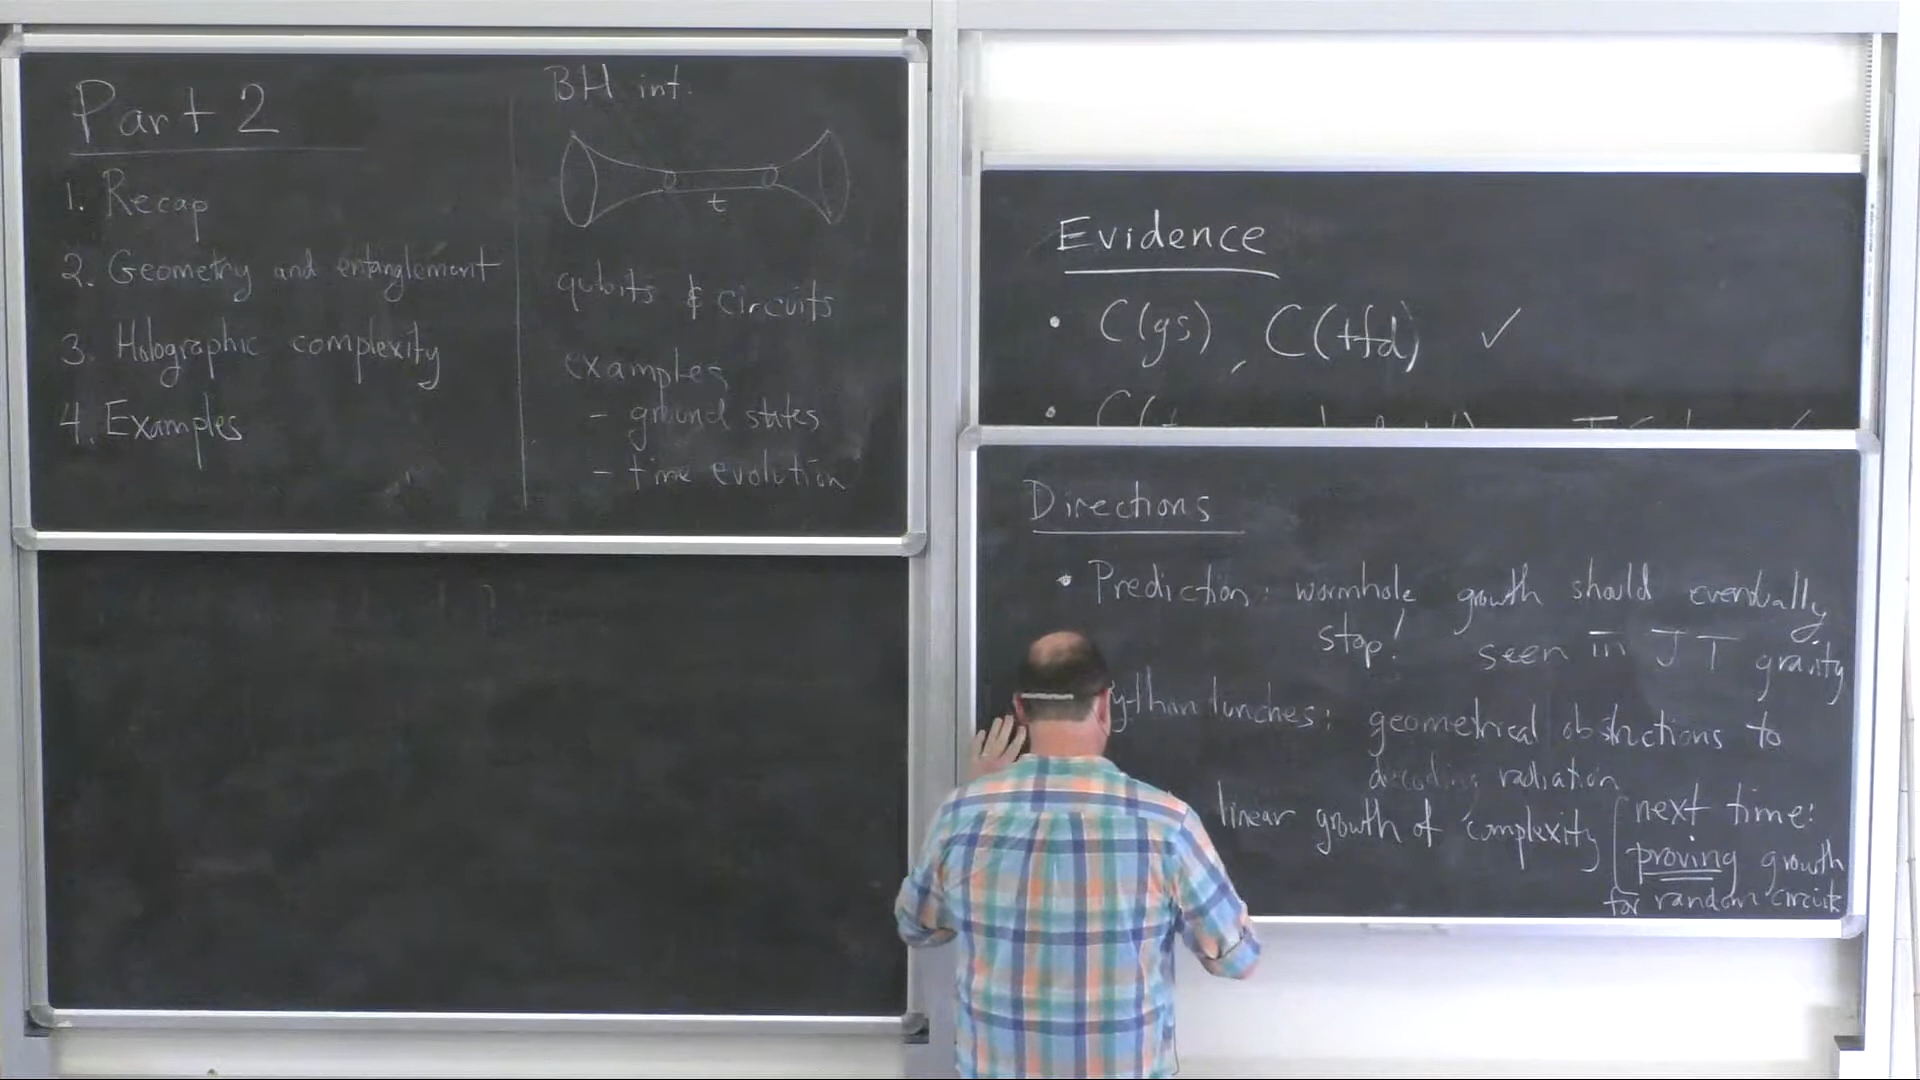 Part 2
1. Recap
2. Geometry and entanglement
3. Holographic complexity
4. Examples
BH int.
t
qubits & circuits
examples
- ground states
- time evolution
Evidence
• C(gs), C(tfd) ✓
Directions
• Prediction: wormhole growth should eventually
stop! seen in JT gravity
ython lunches: geometrical obstructions to
decoding radiation
linear growth of complexity
next time:
proving growth
for random circuits